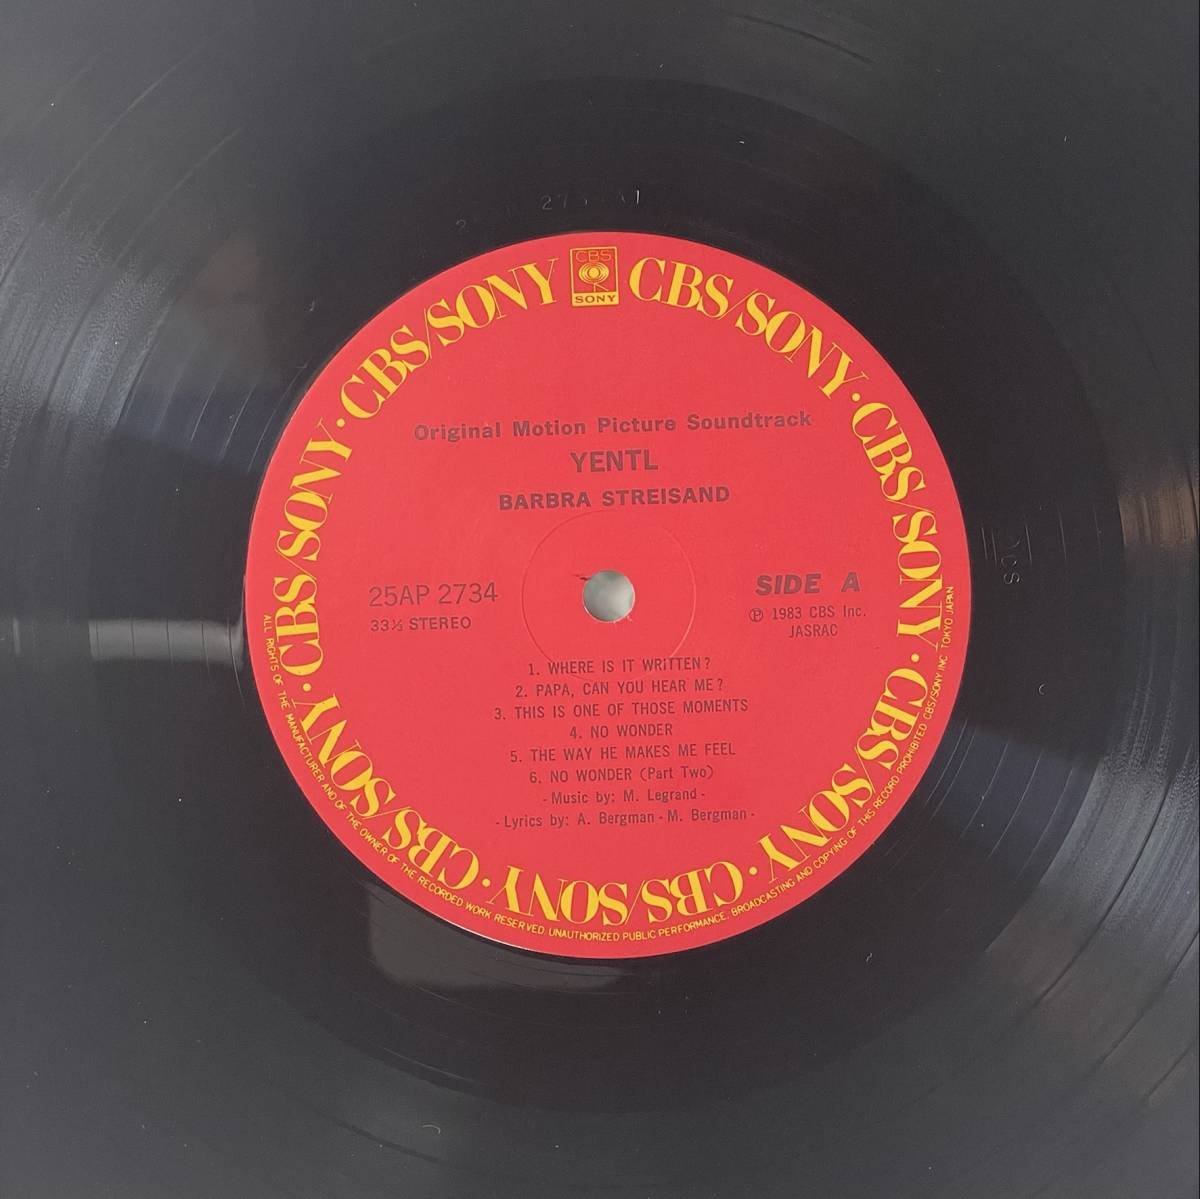 CBS
SONY
CBS/SONY · CBS/SONY · CBS/SONY · CBS/SONY · CBS/SONY · CBS/SONY · CBS/SONY · CBS/SONY
Original Motion Picture Soundtrack
YENTL
BARBRA STREISAND
25AP 2734
33⅓ STEREO
SIDE A
Ⓟ 1983 CBS Inc.
JASRAC
1. WHERE IS IT WRITTEN?
2. PAPA, CAN YOU HEAR ME?
3. THIS IS ONE OF THOSE MOMENTS
4. NO WONDER
5. THE WAY HE MAKES ME FEEL
6. NO WONDER (Part Two)
- Music by: M. Legrand -
- Lyrics by: A. Bergman - M. Bergman -
ALL RIGHTS OF THE MANUFACTURER AND OF THE OWNER OF THE RECORDED WORK RESERVED. UNAUTHORIZED PUBLIC PERFORMANCE, BROADCASTING AND COPYING OF THIS RECORD PROHIBITED CBS/SONY INC TOKYO JAPAN